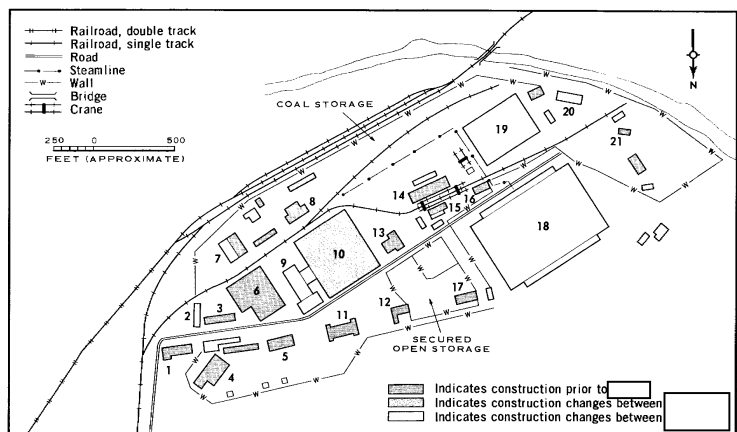 Railroad, double track
Railroad, single track
Road
Steamline
W Wall
Bridge
Crane
250 0 500
FEET (APPROXIMATE)
N
COAL STORAGE
19
20
21
14
16
15
18
8
7
13
10
9
6
17
2
3
12
11
SECURED
OPEN STORAGE
1
5
4
Indicates construction prior to
Indicates construction changes between
Indicates construction changes between